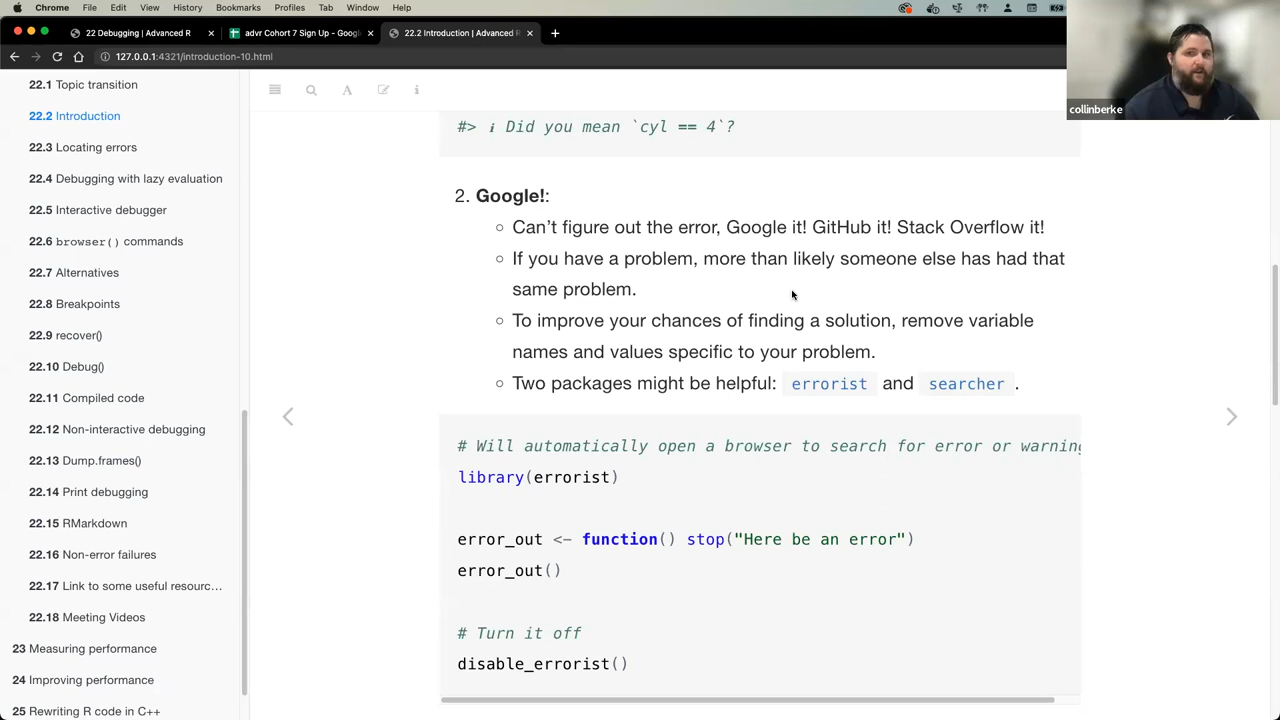 Chrome File Edit View History Bookmarks Profiles Tab Window Help
22 Debugging | Advanced R
advr Cohort 7 Sign Up - Googl
22.2 Introduction | Advanced R
127.0.0.1:4321/introduction-10.html
collinberke
22.1 Topic transition
22.2 Introduction
22.3 Locating errors
22.4 Debugging with lazy evaluation
22.5 Interactive debugger
22.6 browser() commands
22.7 Alternatives
22.8 Breakpoints
22.9 recover()
22.10 Debug()
22.11 Compiled code
22.12 Non-interactive debugging
22.13 Dump.frames()
22.14 Print debugging
22.15 RMarkdown
22.16 Non-error failures
22.17 Link to some useful resourc…
22.18 Meeting Videos
23 Measuring performance
24 Improving performance
25 Rewriting R code in C++
#> ℹ Did you mean `cyl == 4`?
2. Google!:
Can’t figure out the error, Google it! GitHub it! Stack Overflow it!
If you have a problem, more than likely someone else has had that
same problem.
To improve your chances of finding a solution, remove variable
names and values specific to your problem.
Two packages might be helpful: errorist and searcher .
# Will automatically open a browser to search for error or warning
library(errorist)
error_out <- function() stop("Here be an error")
error_out()
# Turn it off
disable_errorist()